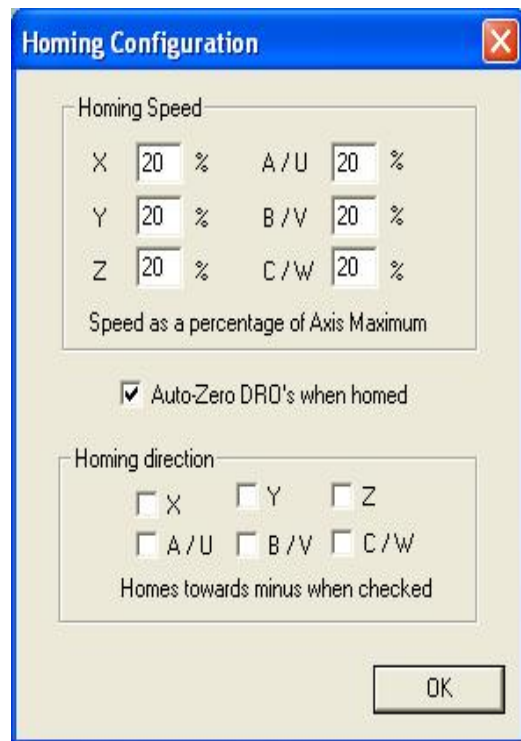 Homing Configuration
Homing Speed
X 20 % A / U 20 %
Y 20 % B / V 20 %
Z 20 % C / W 20 %
Speed as a percentage of Axis Maximum
Auto-Zero DRO's when homed
Homing direction
X Y Z
A / U B / V C / W
Homes towards minus when checked
OK